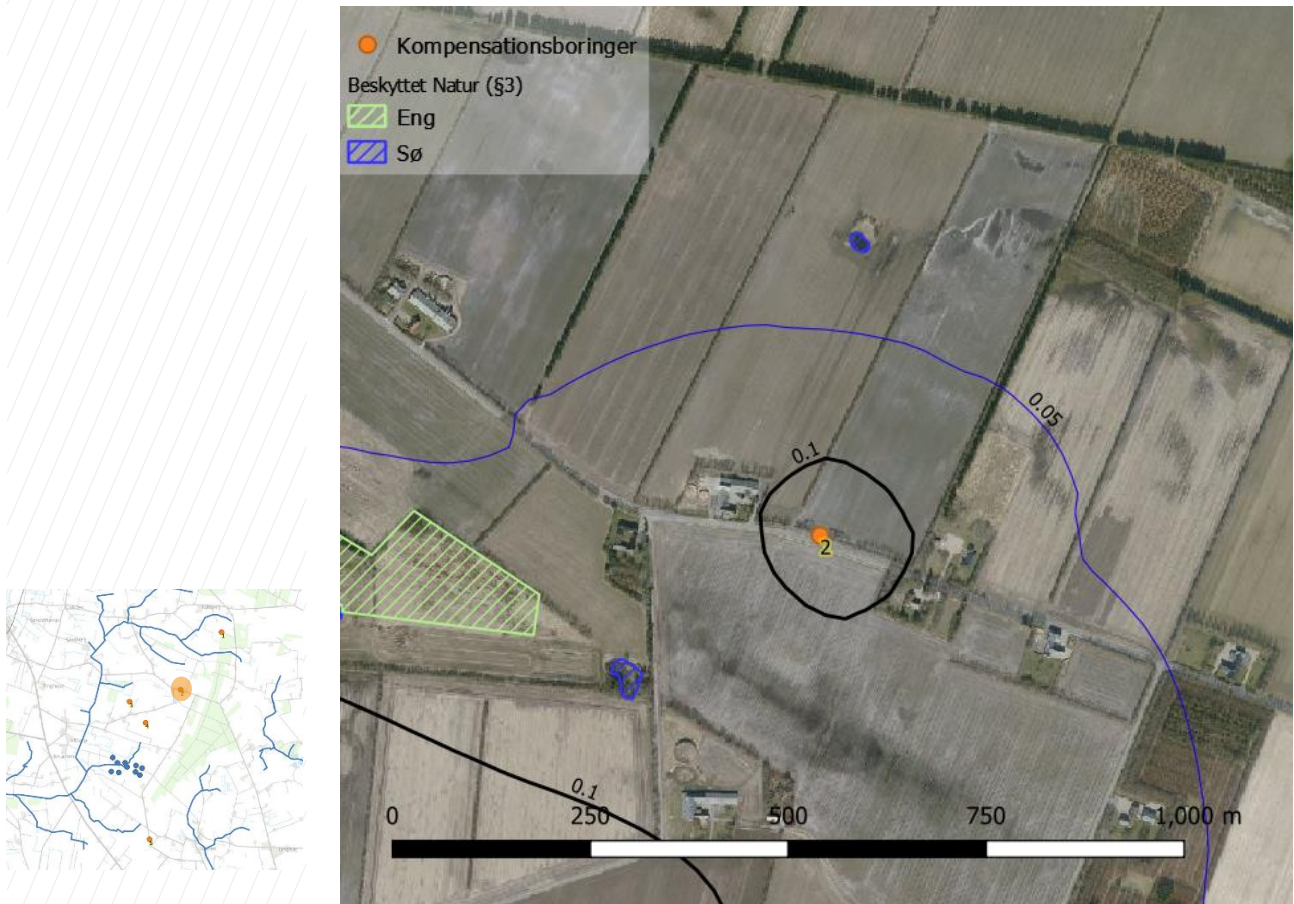 Kompensationsboringer
Beskyttet Natur (§3)
Eng
Sø
0.05
0.1
2
0.1
0 250 500 750 1,000 m